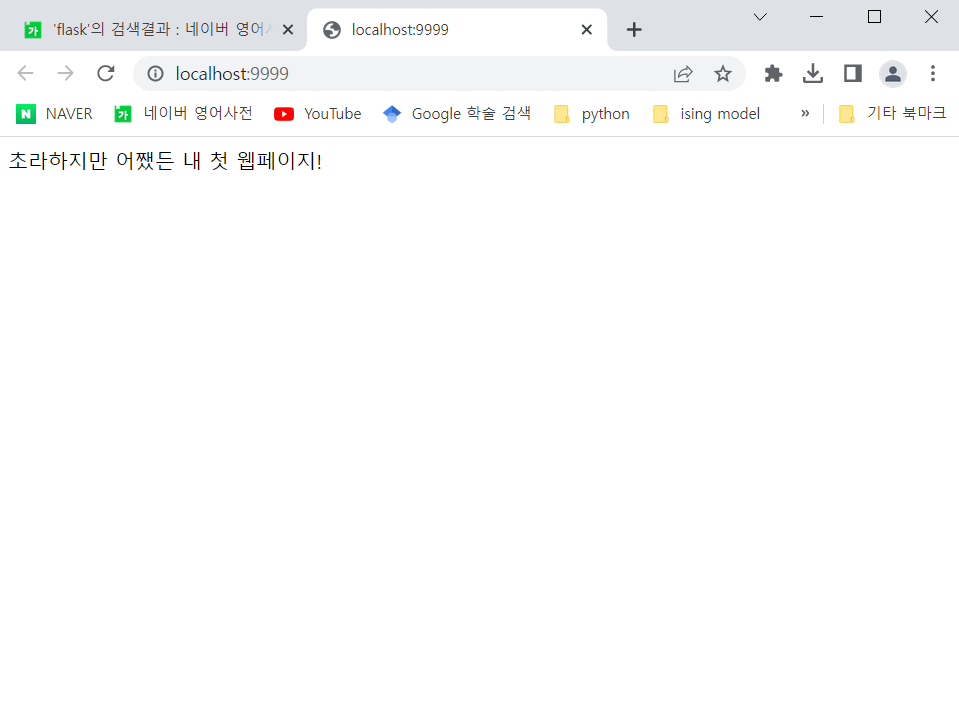 'flask'의 검색결과 : 네이버 영어
localhost:9999
localhost:9999
NAVER 네이버 영어사전 YouTube Google 학술 검색 python ising model » 기타 북마크
초라하지만 어쨌든 내 첫 웹페이지!